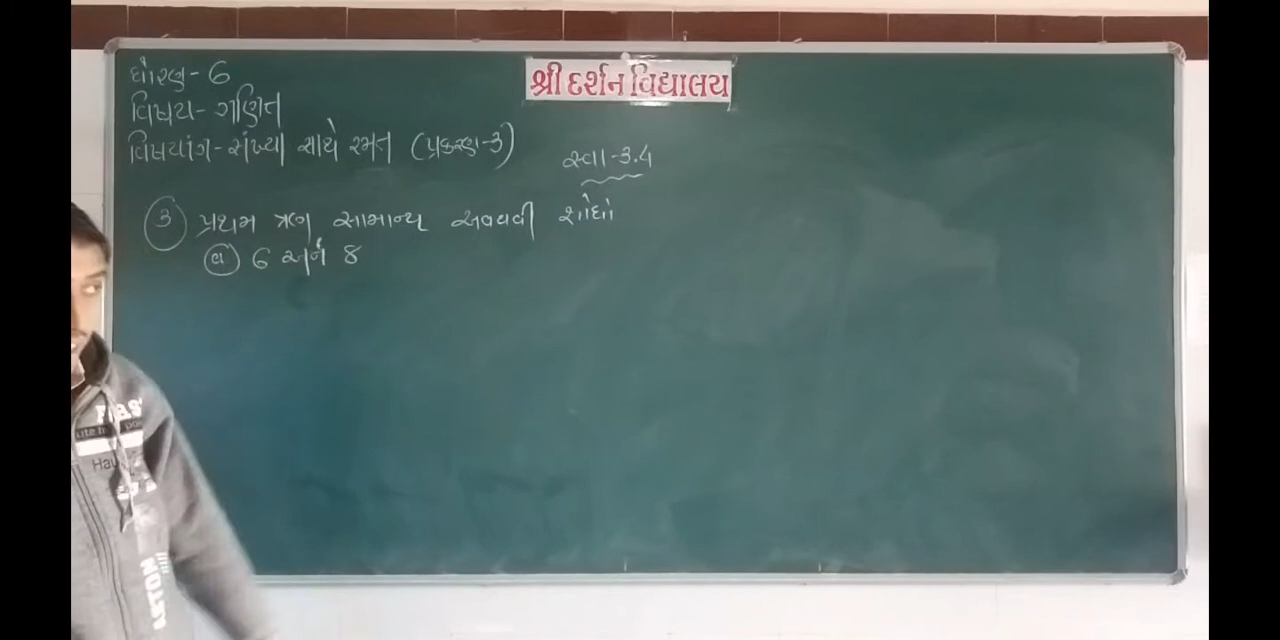 શ્રી દર્શન વિદ્યાલય
ધોરણ - 6
વિષય - ગણિત
વિષયાંગ - સંખ્યા સાથે રમત (પ્રકરણ-3)
સ્વા - 3.4
3 પ્રથમ ત્રણ સામાન્ય અવયવી શોધો
a 6 અને 8